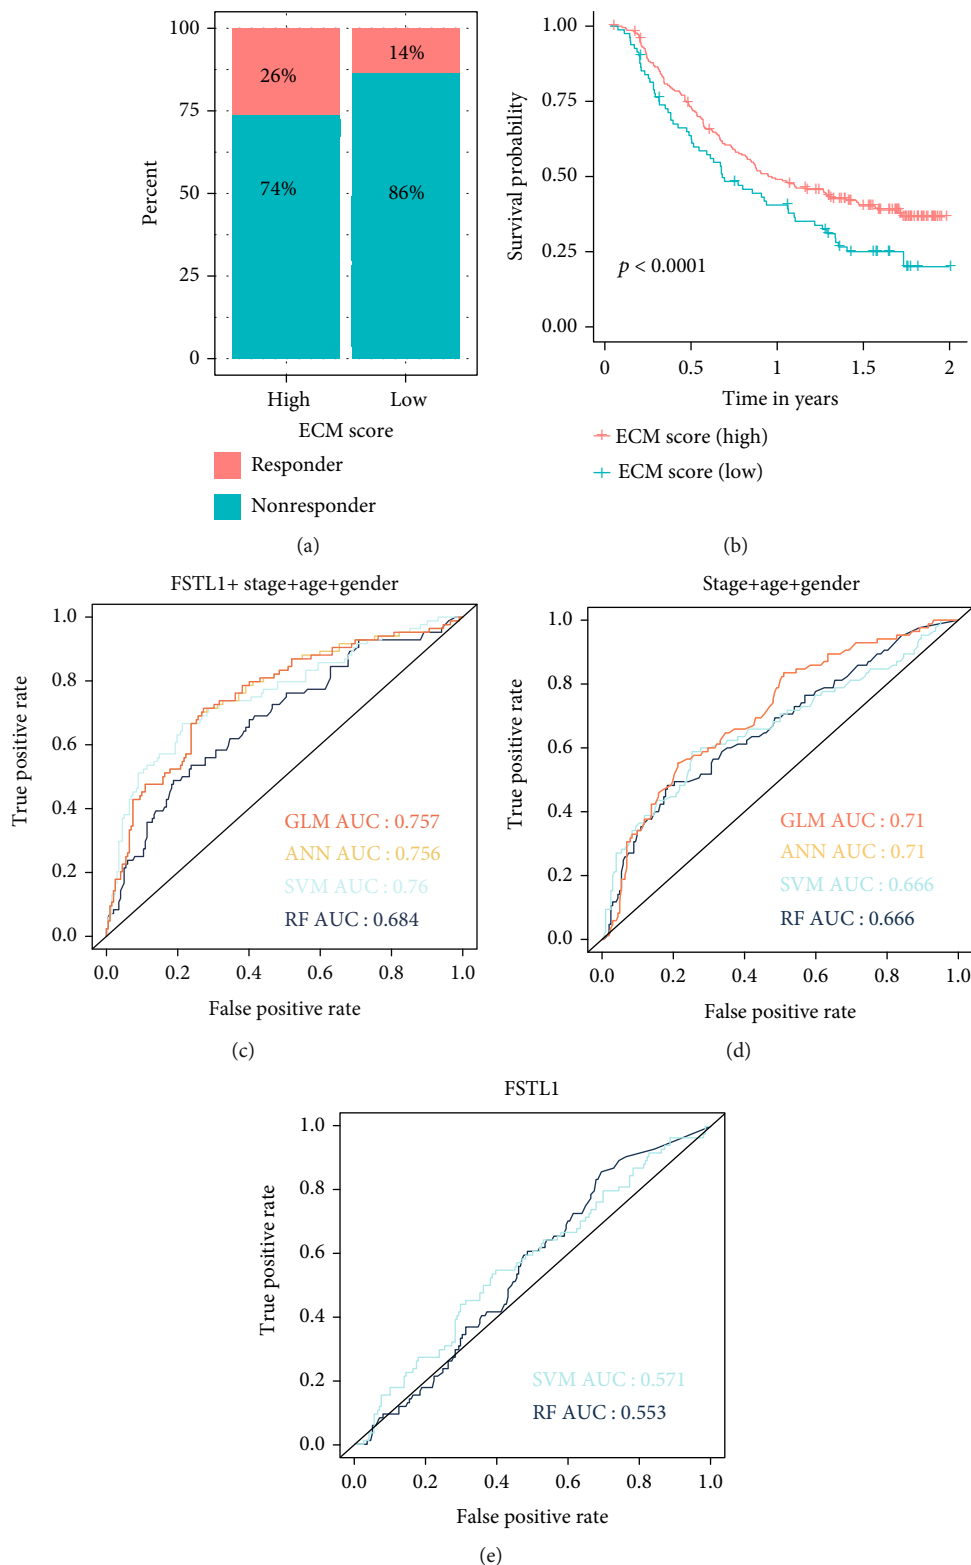 100
75
50
25
0
Percent
26%
74%
14%
86%
High
Low
ECM score
Responder
Nonresponder
(a)
1.00
0.75
0.50
0.25
0.00
Survival probability
p < 0.0001
0
0.5
1
1.5
2
Time in years
ECM score (high)
ECM score (low)
(b)
FSTL1+ stage+age+gender
1.0
0.8
0.6
0.4
0.2
0.0
True positive rate
GLM AUC : 0.757
ANN AUC : 0.756
SVM AUC : 0.76
RF AUC : 0.684
0.0
0.2
0.4
0.6
0.8
1.0
False positive rate
(c)
Stage+age+gender
1.0
0.8
0.6
0.4
0.2
0.0
True positive rate
GLM AUC : 0.71
ANN AUC : 0.71
SVM AUC : 0.666
RF AUC : 0.666
0.0
0.2
0.4
0.6
0.8
1.0
False positive rate
(d)
FSTL1
1.0
0.8
0.6
0.4
0.2
0.0
True positive rate
SVM AUC : 0.571
RF AUC : 0.553
0.0
0.2
0.4
0.6
0.8
1.0
False positive rate
(e)